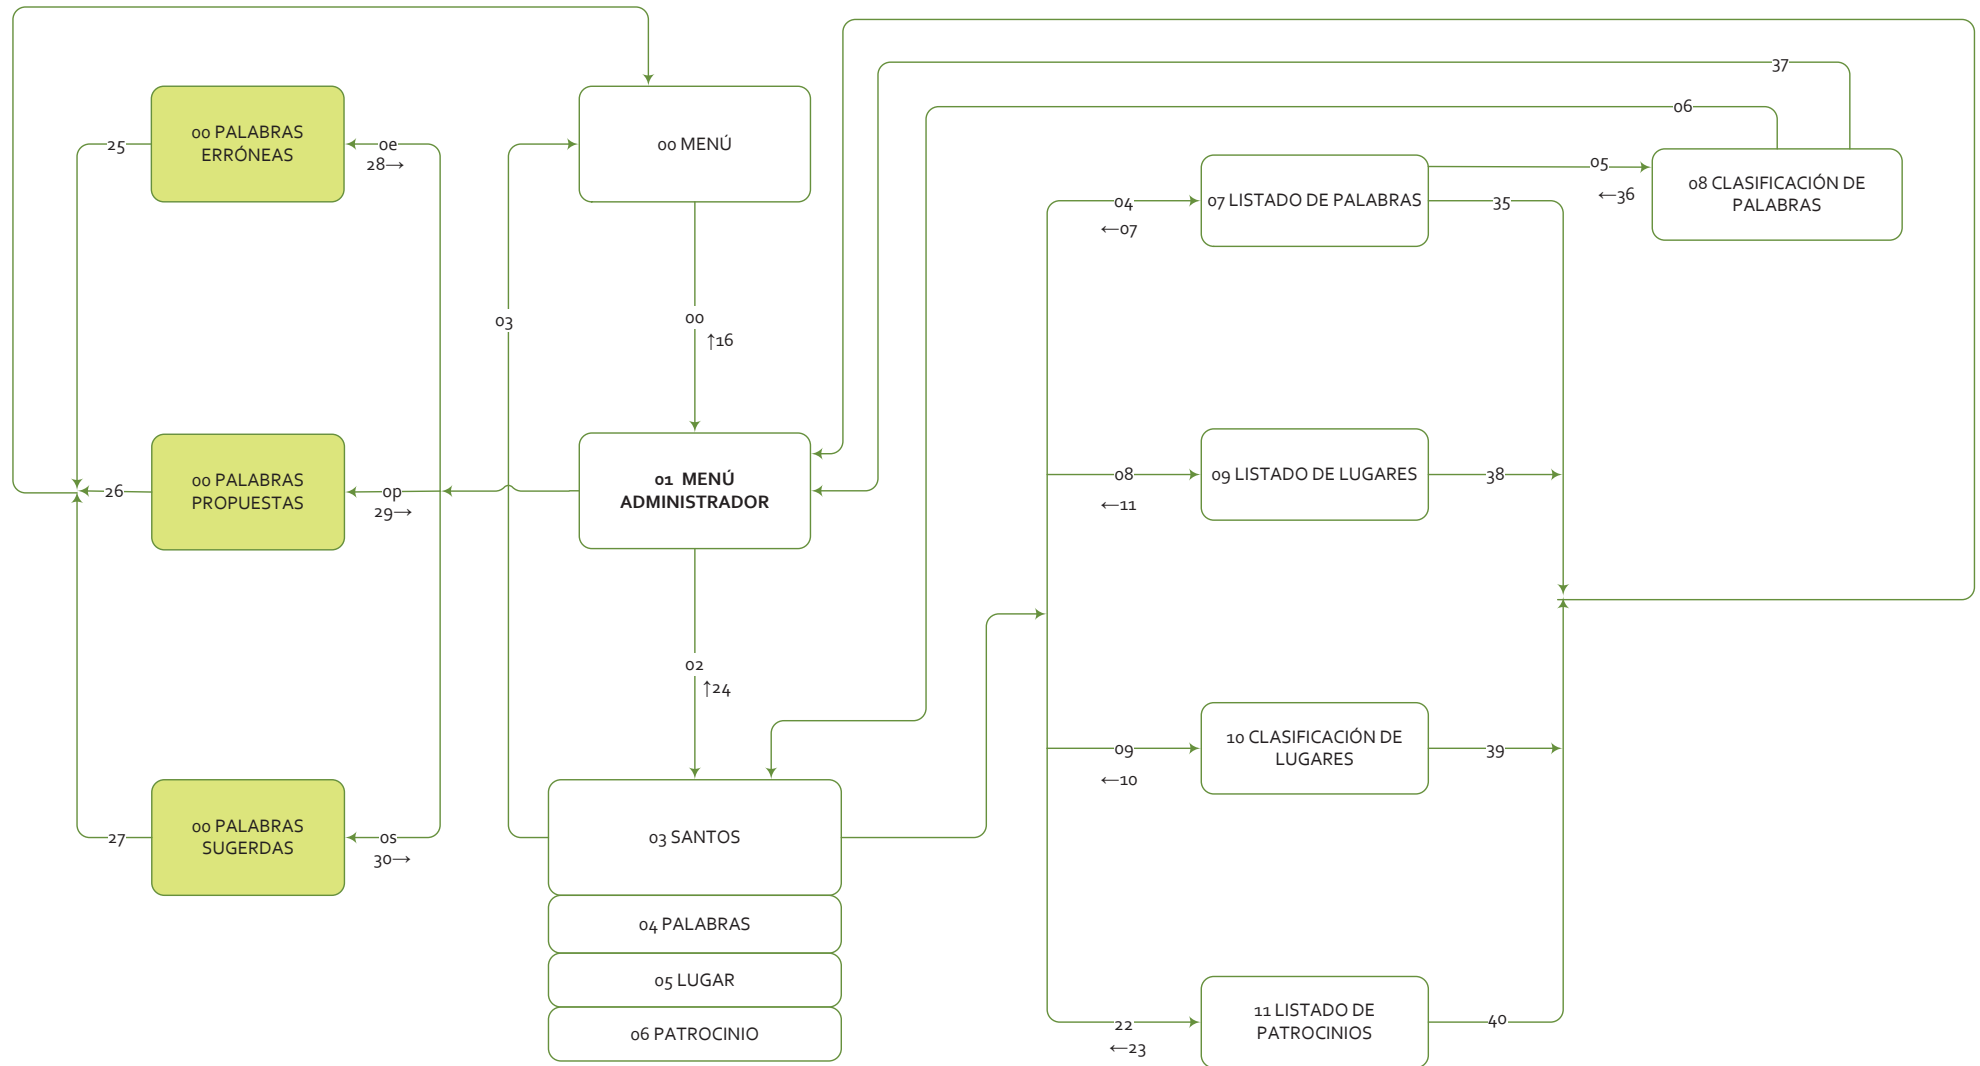 37
06
00 PALABRAS
ERRÓNEAS
25
0e
28→
00 MENÚ
07 LISTADO DE PALABRAS
04
←07
05
←36
35
08 CLASIFICACIÓN DE
PALABRAS
03
00
↑16
00 PALABRAS
PROPUESTAS
26
0p
29→
01 MENÚ
ADMINISTRADOR
08
←11
09 LISTADO DE LUGARES
38
02
↑24
09
←10
10 CLASIFICACIÓN DE
LUGARES
39
00 PALABRAS
SUGERDAS
27
0s
30→
03 SANTOS
04 PALABRAS
05 LUGAR
06 PATROCINIO
22
←23
11 LISTADO DE
PATROCINIOS
40